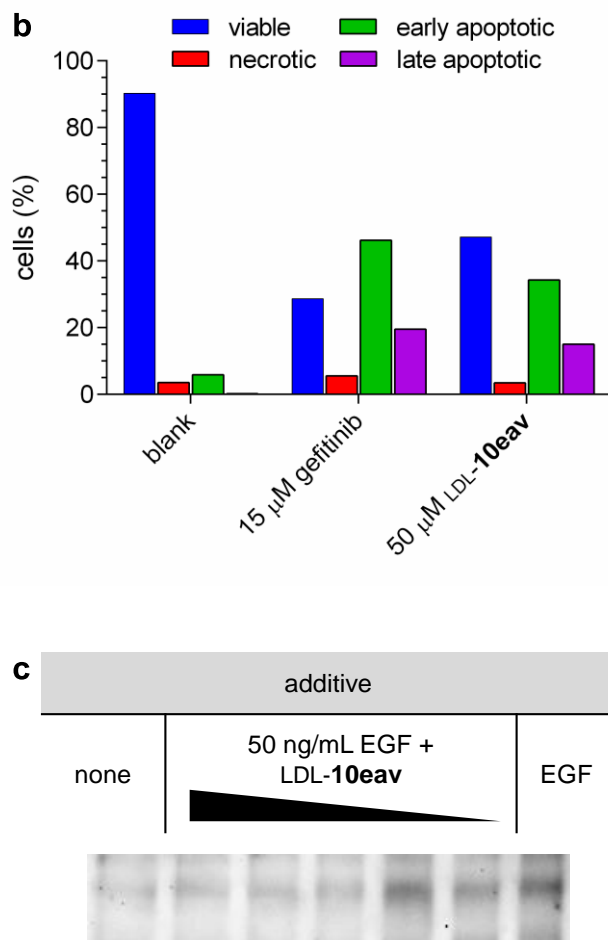 b
viable early apoptotic
necrotic late apoptotic
100
80
60
40
20
0
cells (%)
blank
15 μM gefitinib
50 μM LDL-10eav
c
additive
none
50 ng/mL EGF +
LDL-10eav
EGF